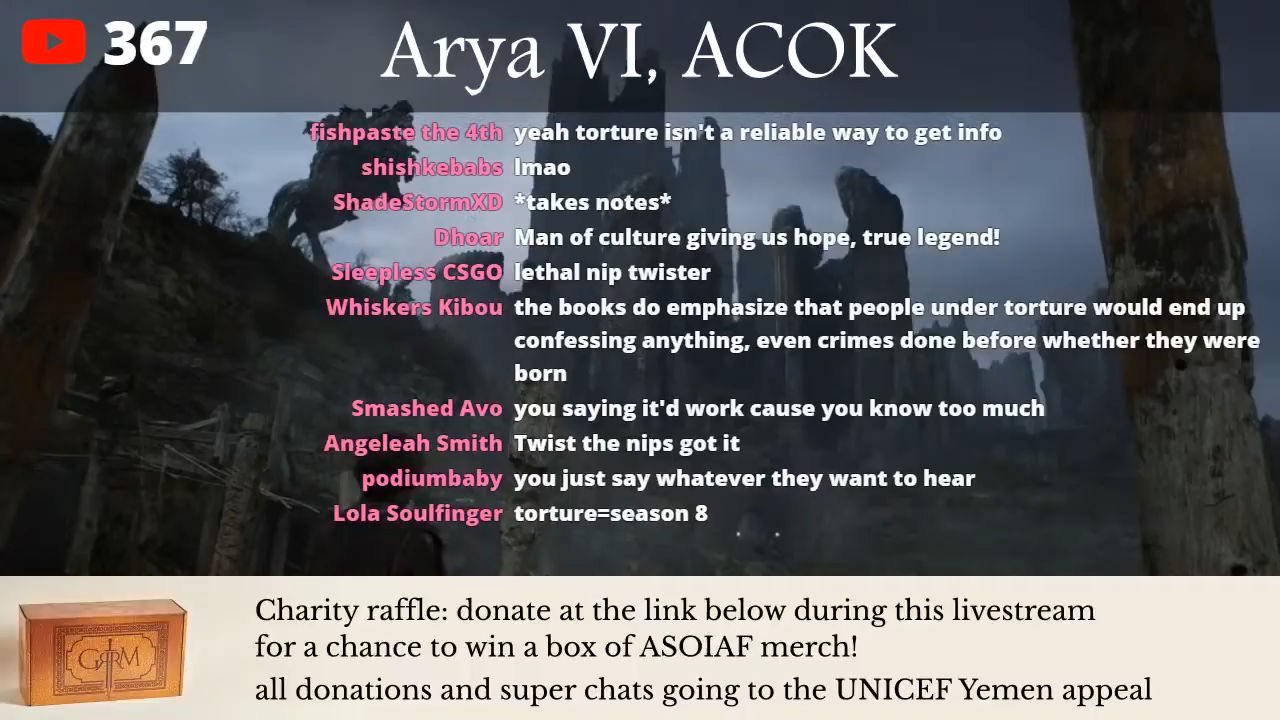 367
Arya VI, ACOK
fishpaste the 4th yeah torture isn't a reliable way to get info
shishkebabs lmao
ShadeStormXD *takes notes*
Dhoar Man of culture giving us hope, true legend!
Sleepless CSGO lethal nip twister
Whiskers Kibou the books do emphasize that people under torture would end up
confessing anything, even crimes done before whether they were
born
Smashed Avo you saying it'd work cause you know too much
Angeleah Smith Twist the nips got it
podiumbaby you just say whatever they want to hear
Lola Soulfinger torture=season 8
GRRM
Charity raffle: donate at the link below during this livestream
for a chance to win a box of ASOIAF merch!
all donations and super chats going to the UNICEF Yemen appeal